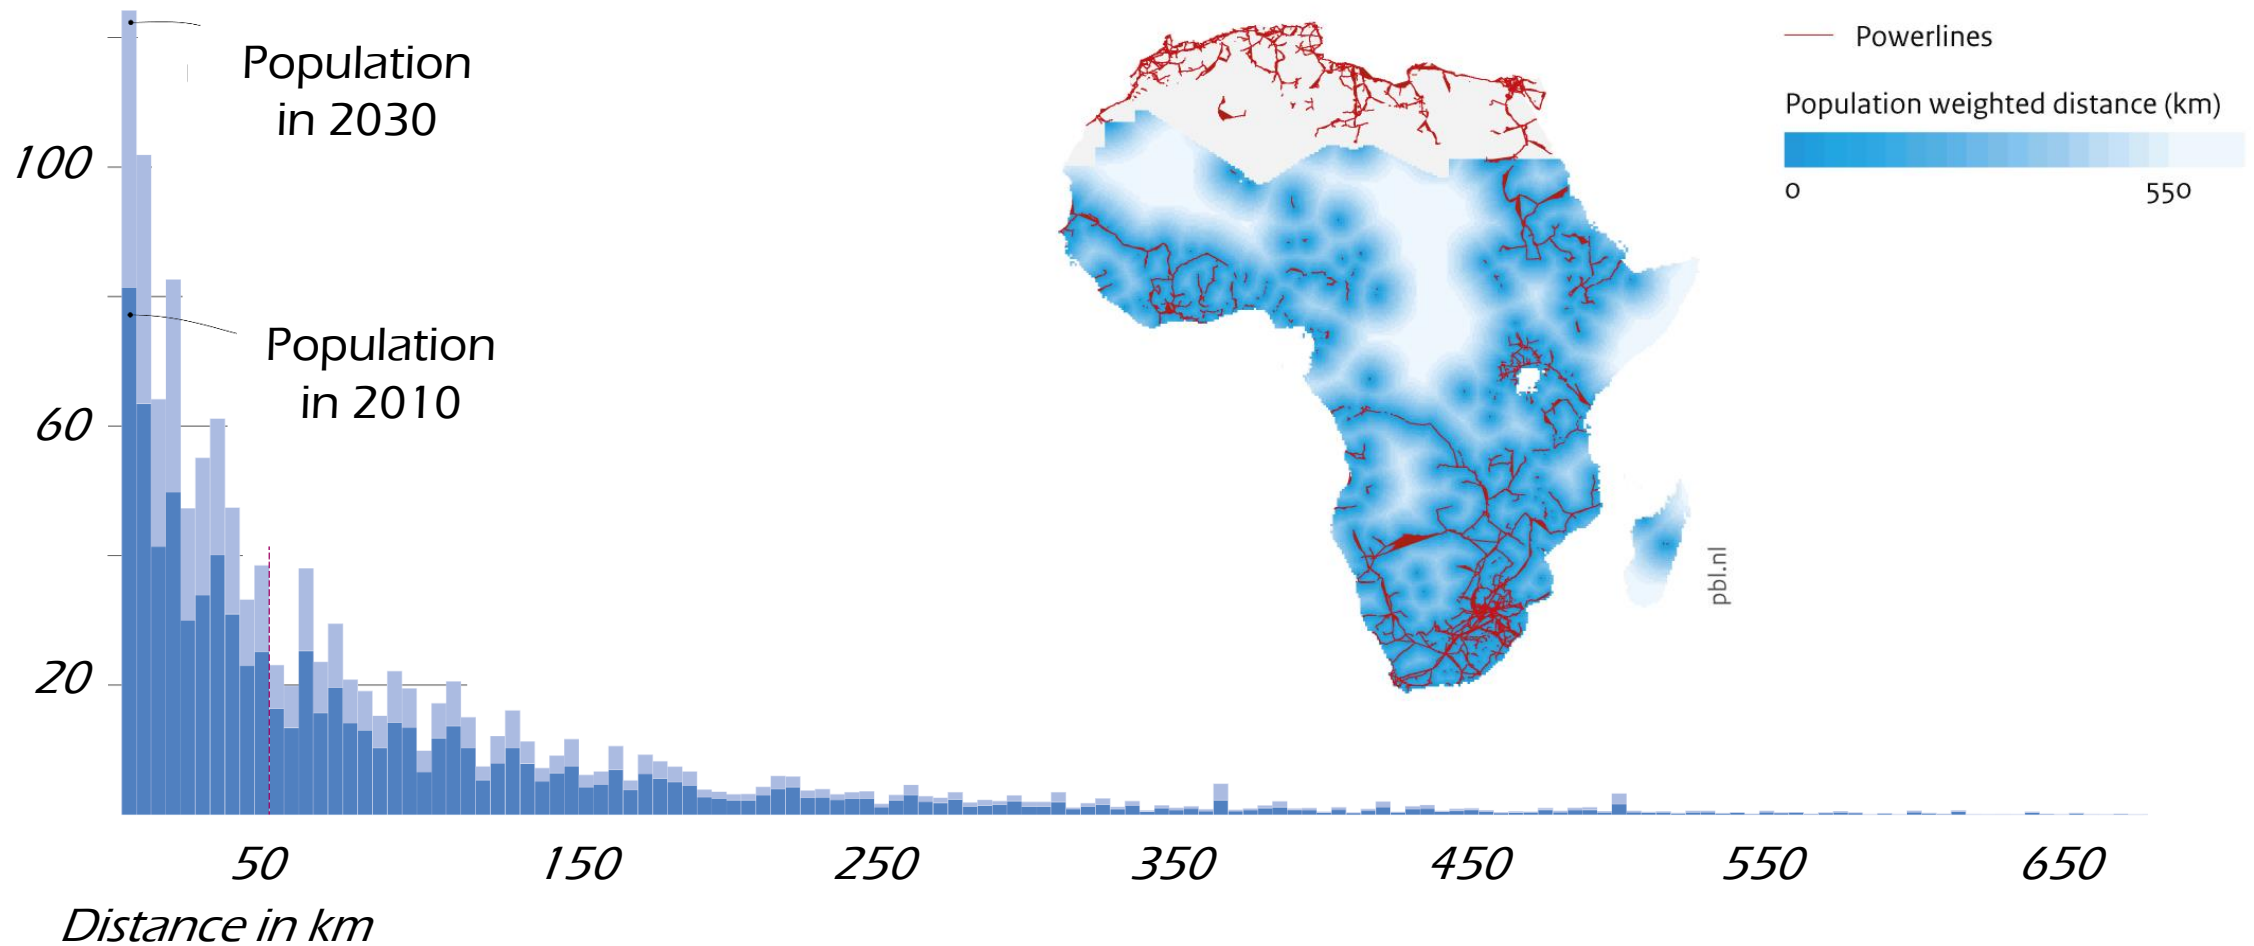 Population
in 2030
100
Population
in 2010
60
20
50 150 250 350 450 550 650
Distance in km
Powerlines
Population weighted distance (km)
0 550
pbl.nl